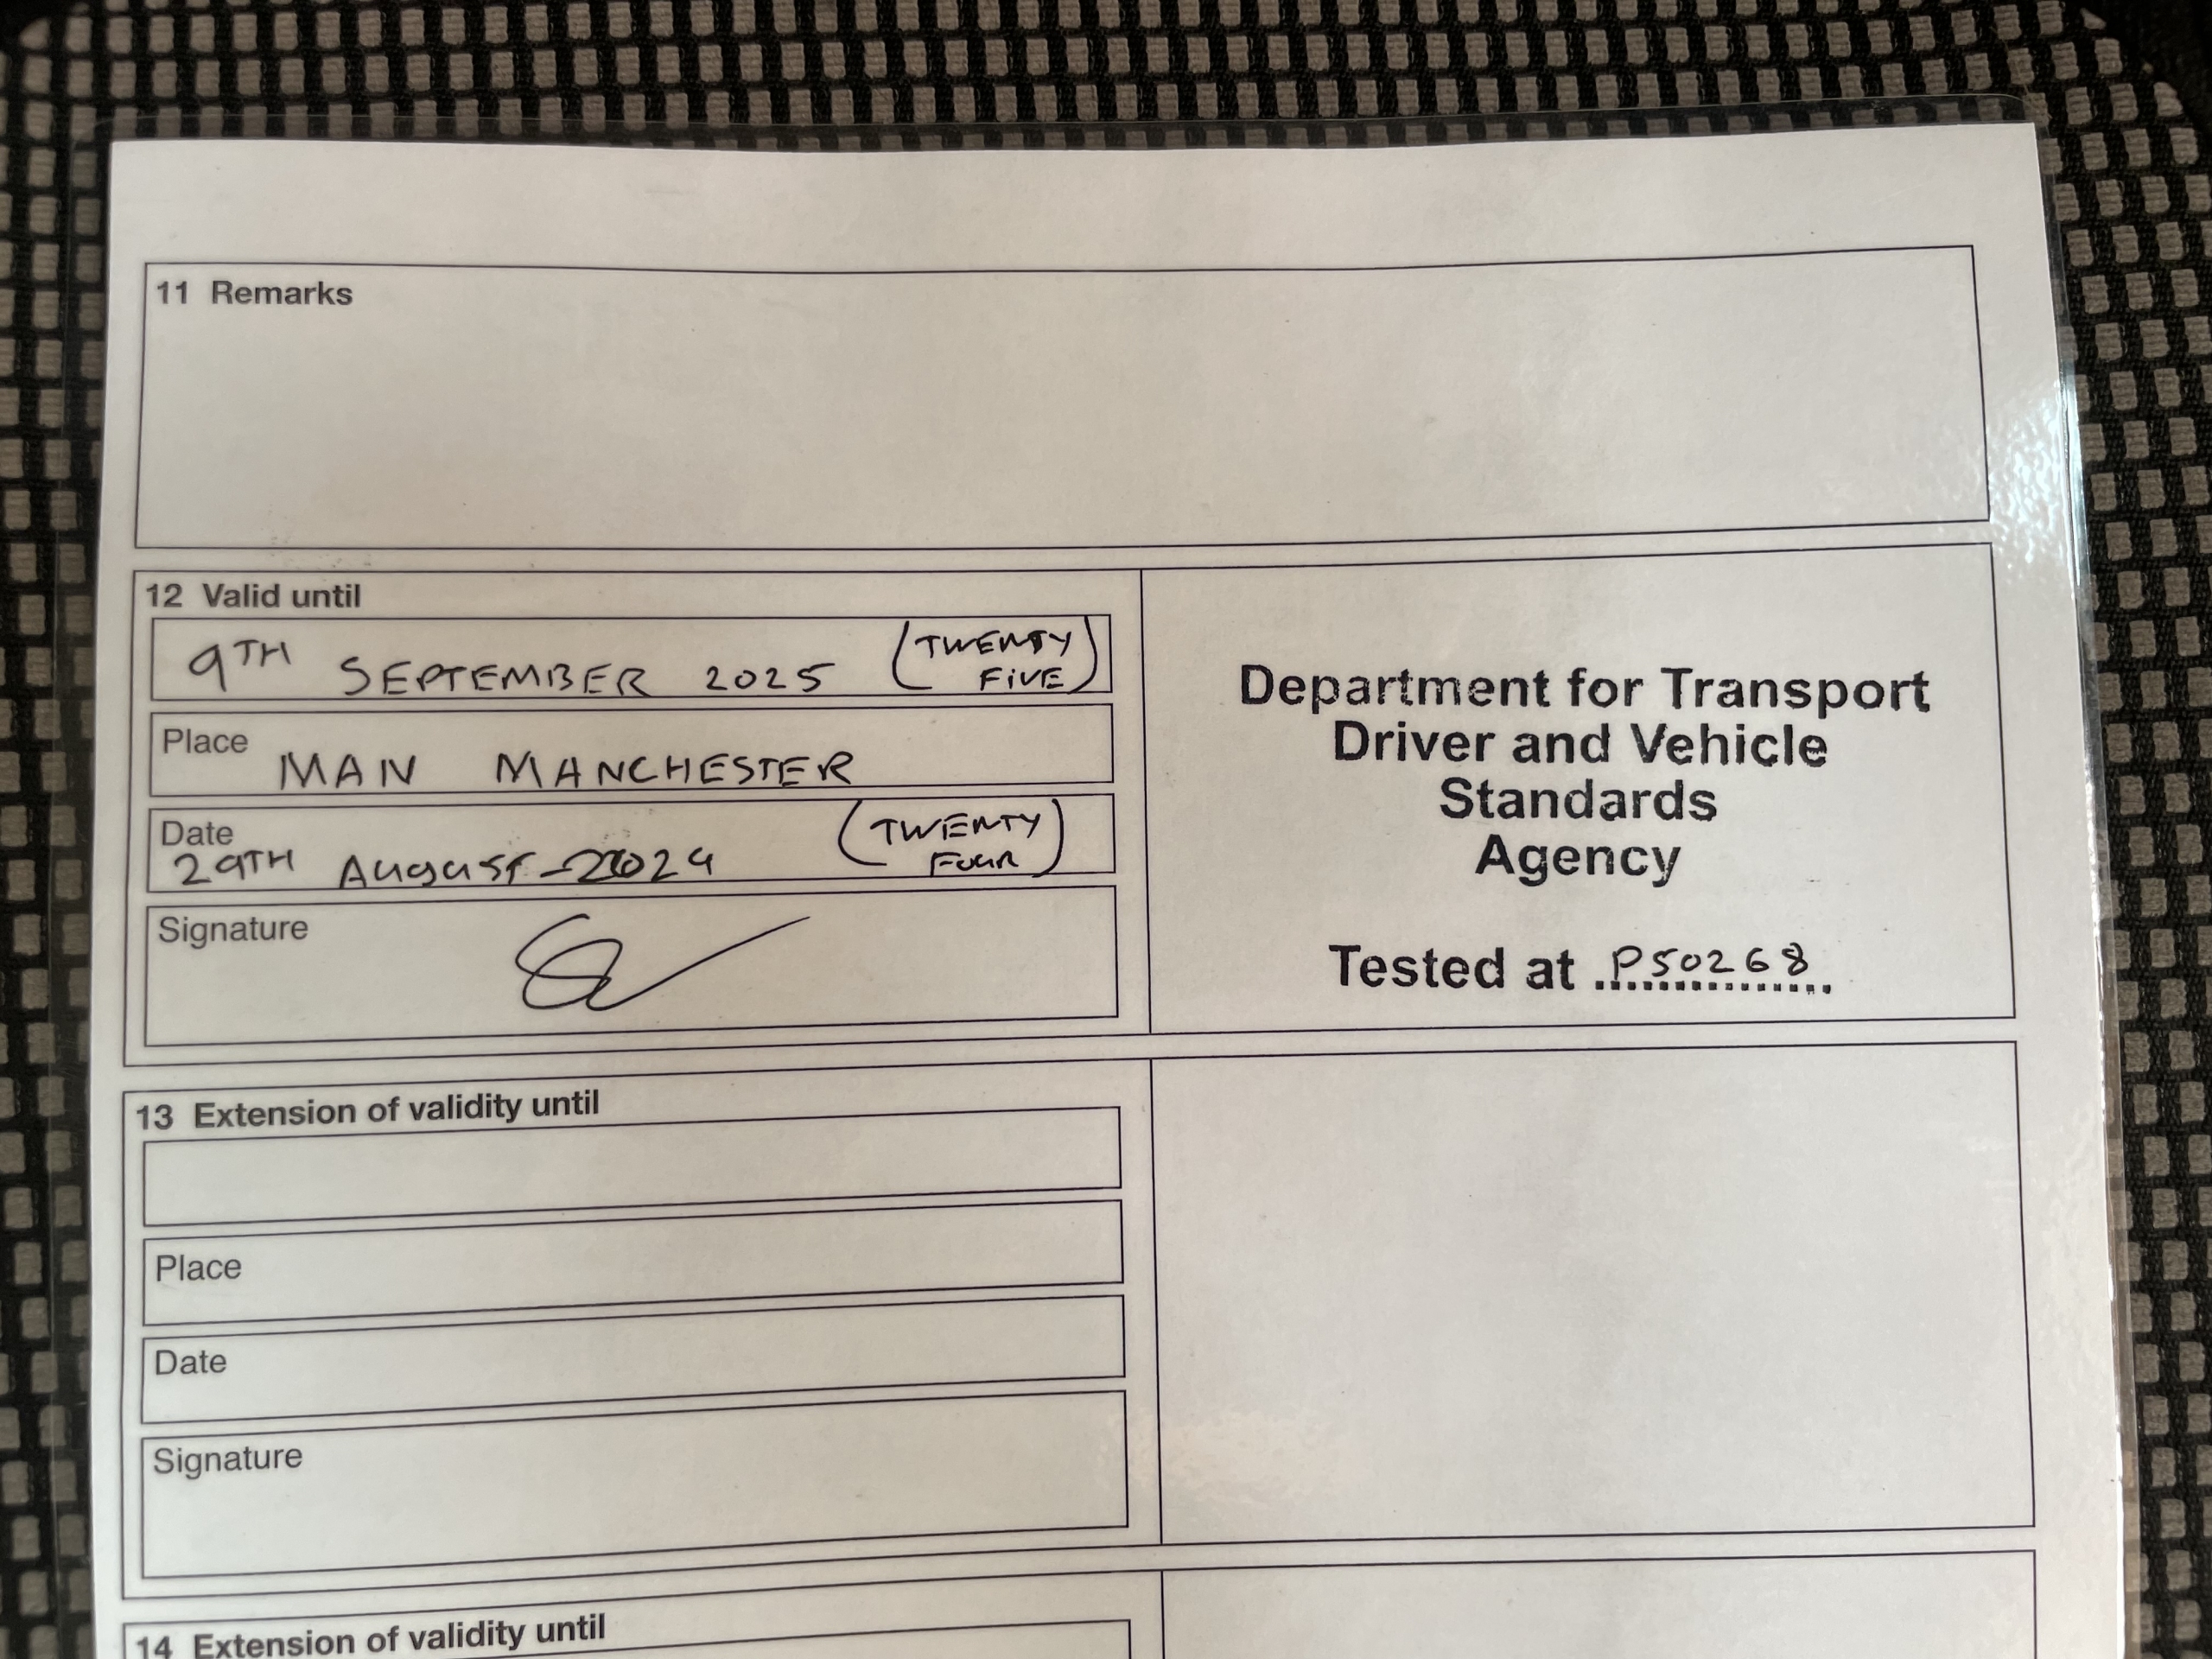 11 Remarks
12 Valid until
9TH SEPTEMBER 2025 (TWENTY
FIVE)
Place MAN MANCHESTER
Date
29TH AUGUST 2024 (TWENTY
FOUR)
Signature
Department for Transport
Driver and Vehicle
Standards
Agency
Tested at P50268
13 Extension of validity until
Place
Date
Signature
14 Extension of validity until